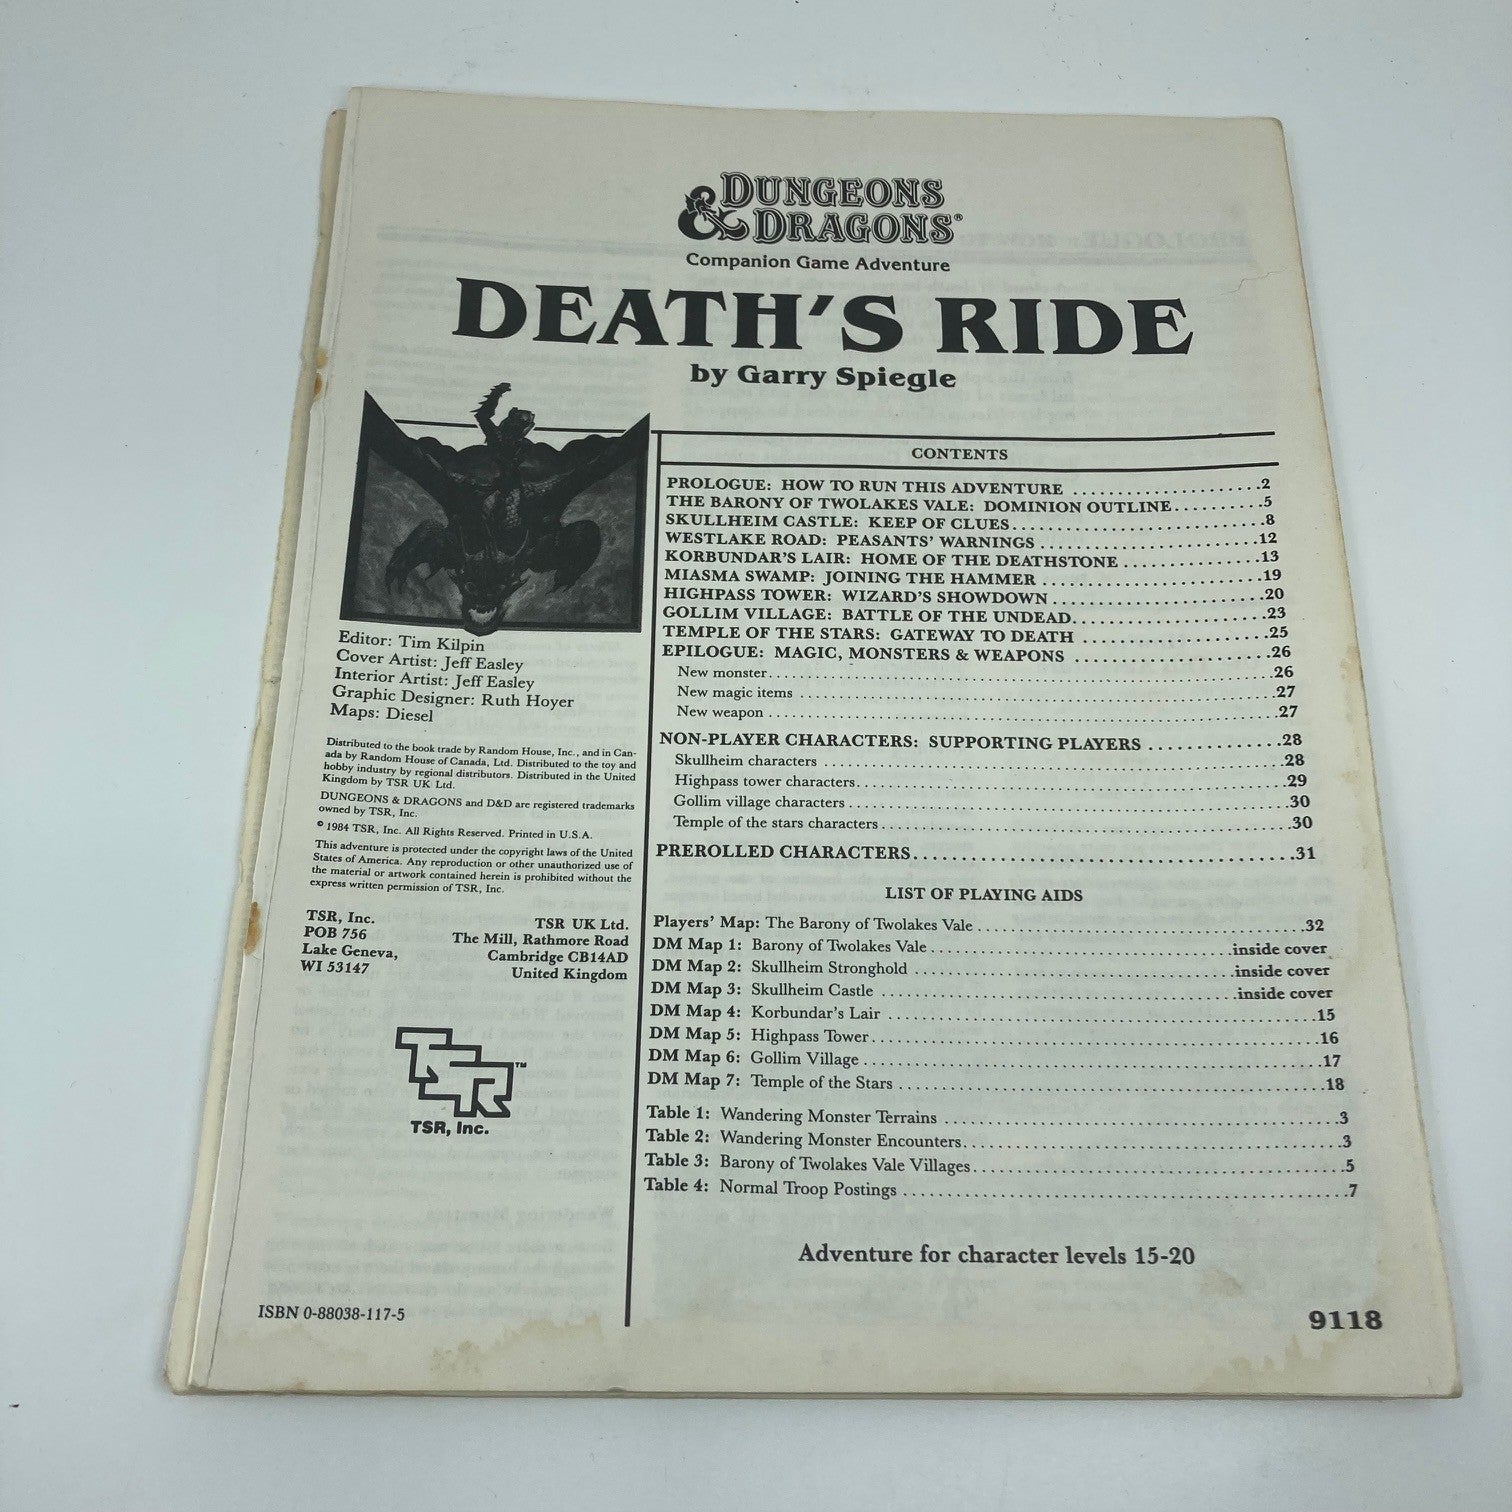 DUNGEONS
& DRAGONS®
Companion Game Adventure
DEATH'S RIDE
by Garry Spiegle
Editor: Tim Kilpin
Cover Artist: Jeff Easley
Interior Artist: Jeff Easley
Graphic Designer: Ruth Hoyer
Maps: Diesel
Distributed to the book trade by Random House, Inc., and in Can-
ada by Random House of Canada, Ltd. Distributed to the toy and
hobby industry by regional distributors. Distributed in the United
Kingdom by TSR UK Ltd.
DUNGEONS & DRAGONS and D&D are registered trademarks
owned by TSR, Inc.
© 1984 TSR, Inc. All Rights Reserved. Printed in U.S.A.
This adventure is protected under the copyright laws of the United
States of America. Any reproduction or other unauthorized use of
the material or artwork contained herein is prohibited without the
express written permission of TSR, Inc.
TSR, Inc.
POB 756
Lake Geneva,
WI 53147
TSR UK Ltd.
The Mill, Rathmore Road
Cambridge CB14AD
United Kingdom
TSR™
TSR, Inc.
ISBN 0-88038-117-5
CONTENTS
PROLOGUE: HOW TO RUN THIS ADVENTURE ......................2
THE BARONY OF TWOLAKES VALE: DOMINION OUTLINE..........5
SKULLHEIM CASTLE: KEEP OF CLUES............................8
WESTLAKE ROAD: PEASANTS' WARNINGS ........................12
KORBUNDAR'S LAIR: HOME OF THE DEATHSTONE ...............13
MIASMA SWAMP: JOINING THE HAMMER ........................19
HIGHPASS TOWER: WIZARD'S SHOWDOWN ........................20
GOLLIM VILLAGE: BATTLE OF THE UNDEAD.....................23
TEMPLE OF THE STARS: GATEWAY TO DEATH ....................25
EPILOGUE: MAGIC, MONSTERS & WEAPONS .....................26
New monster.......................................................26
New magic items ...................................................27
New weapon .......................................................27
NON-PLAYER CHARACTERS: SUPPORTING PLAYERS ..............28
Skullheim characters ................................................28
Highpass tower characters............................................29
Gollim village characters .............................................30
Temple of the stars characters.........................................30
PREROLLED CHARACTERS........................................31
LIST OF PLAYING AIDS
Players' Map: The Barony of Twolakes Vale ..................................32
DM Map 1: Barony of Twolakes Vale ...............................inside cover
DM Map 2: Skullheim Stronghold .................................inside cover
DM Map 3: Skullheim Castle .....................................inside cover
DM Map 4: Korbundar's Lair .............................................15
DM Map 5: Highpass Tower..............................................16
DM Map 6: Gollim Village ...............................................17
DM Map 7: Temple of the Stars ...........................................18
Table 1: Wandering Monster Terrains .......................................3
Table 2: Wandering Monster Encounters.....................................3
Table 3: Barony of Twolakes Vale Villages....................................5
Table 4: Normal Troop Postings ...........................................7
Adventure for character levels 15-20
9118